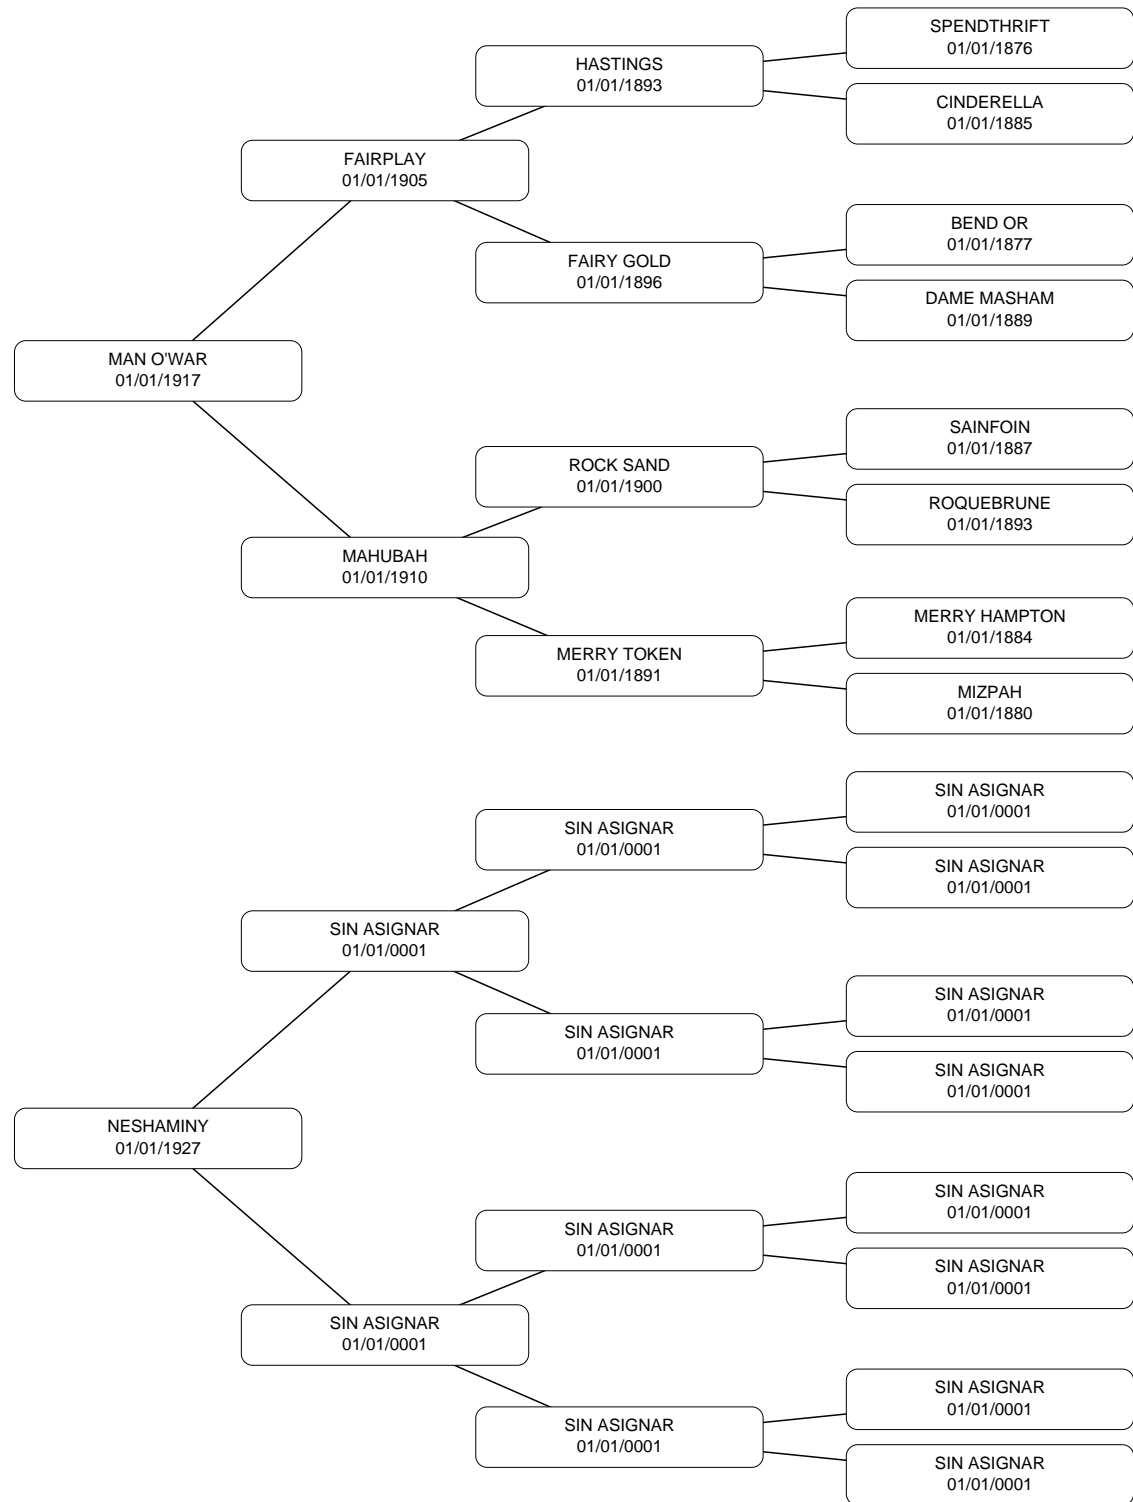 SPENDTHRIFT
01/01/1876
HASTINGS
01/01/1893
CINDERELLA
01/01/1885
FAIRPLAY
01/01/1905
BEND OR
01/01/1877
FAIRY GOLD
01/01/1896
DAME MASHAM
01/01/1889
MAN O'WAR
01/01/1917
SAINFOIN
01/01/1887
ROCK SAND
01/01/1900
ROQUEBRUNE
01/01/1893
MAHUBAH
01/01/1910
MERRY HAMPTON
01/01/1884
MERRY TOKEN
01/01/1891
MIZPAH
01/01/1880
SIN ASIGNAR
01/01/0001
SIN ASIGNAR
01/01/0001
SIN ASIGNAR
01/01/0001
SIN ASIGNAR
01/01/0001
SIN ASIGNAR
01/01/0001
SIN ASIGNAR
01/01/0001
SIN ASIGNAR
01/01/0001
NESHAMINY
01/01/1927
SIN ASIGNAR
01/01/0001
SIN ASIGNAR
01/01/0001
SIN ASIGNAR
01/01/0001
SIN ASIGNAR
01/01/0001
SIN ASIGNAR
01/01/0001
SIN ASIGNAR
01/01/0001
SIN ASIGNAR
01/01/0001